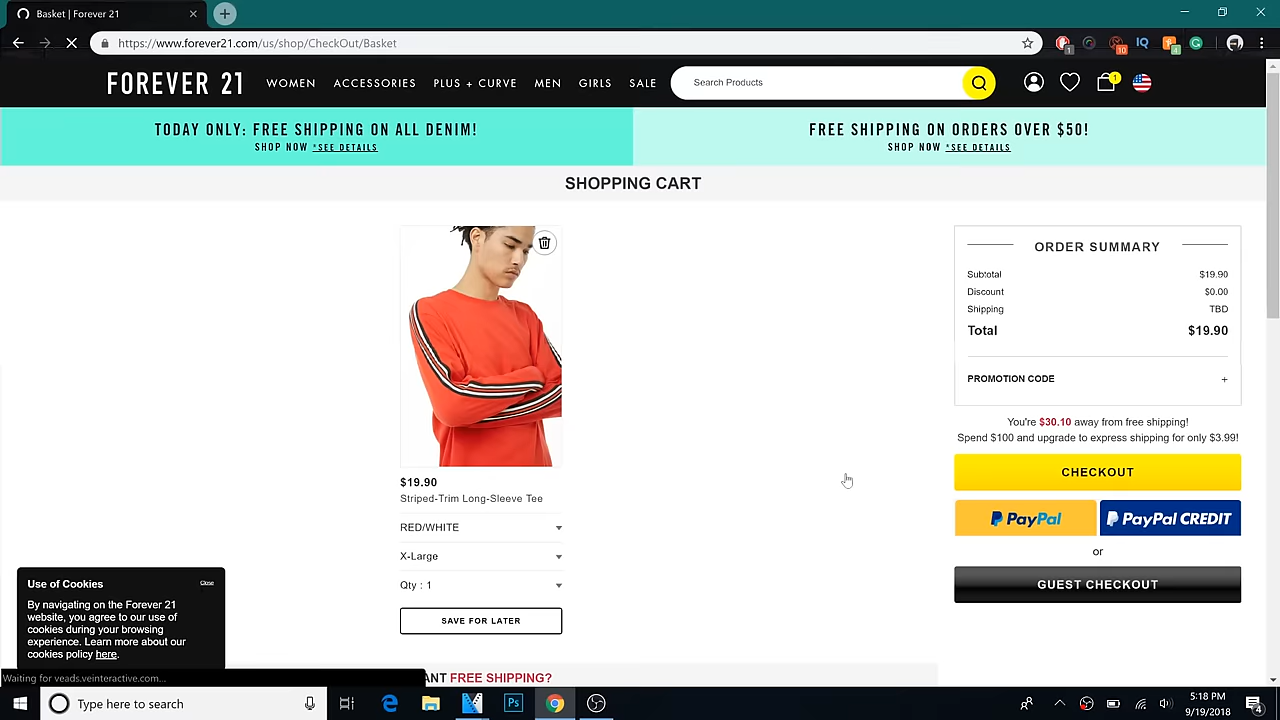 Basket | Forever 21
https://www.forever21.com/us/shop/CheckOut/Basket
1
10
IQ
FOREVER 21
WOMEN
ACCESSORIES
PLUS + CURVE
MEN
GIRLS
SALE
Search Products
1
TODAY ONLY: FREE SHIPPING ON ALL DENIM!
SHOP NOW *SEE DETAILS
FREE SHIPPING ON ORDERS OVER $50!
SHOP NOW *SEE DETAILS
SHOPPING CART
$19.90
Striped-Trim Long-Sleeve Tee
RED/WHITE
X-Large
Qty : 1
SAVE FOR LATER
ORDER SUMMARY
Subtotal $19.90
Discount $0.00
Shipping TBD
Total $19.90
PROMOTION CODE +
You're $30.10 away from free shipping!
Spend $100 and upgrade to express shipping for only $3.99!
CHECKOUT
PayPal
PayPal CREDIT
or
GUEST CHECKOUT
Use of Cookies
Close
By navigating on the Forever 21
website, you agree to our use of
cookies during your browsing
experience. Learn more about our
cookies policy here.
Waiting for veads.veinteractive.com...
ANT FREE SHIPPING?
Type here to search
Ps
5:18 PM
9/19/2018